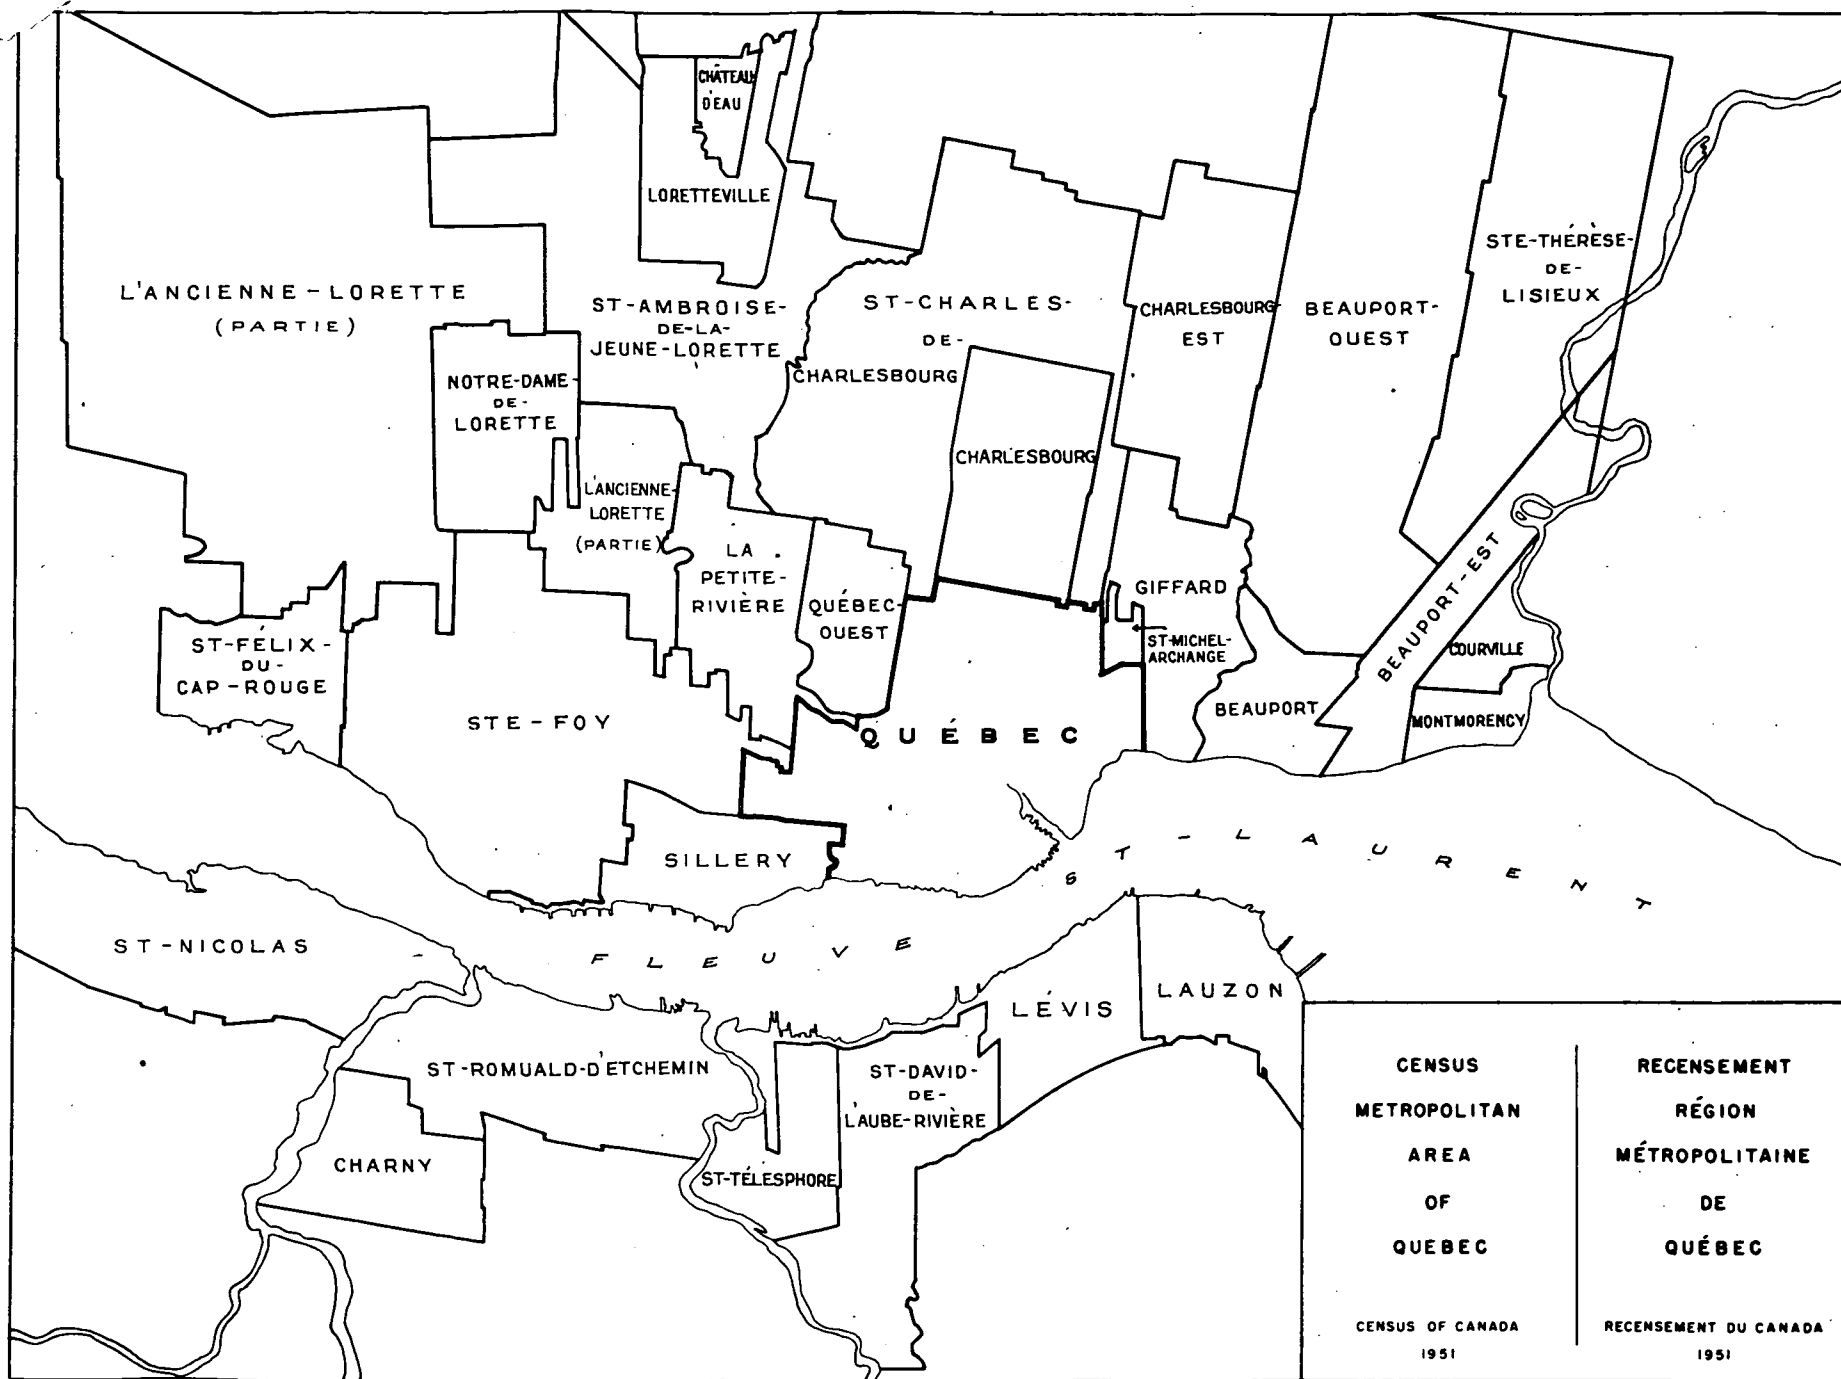 CHÂTEAU
D'EAU
LORETTEVILLE
L'ANCIENNE-LORETTE
(PARTIE)
ST-AMBROISE-
DE-LA-
JEUNE-LORETTE
ST-CHARLES-
DE-
CHARLESBOURG
CHARLESBOURG-
EST
BEAUPORT-
OUEST
STE-THÉRÈSE-
DE-
LISIEUX
NOTRE-DAME-
DE-
LORETTE
CHARLESBOURG
L'ANCIENNE-
LORETTE
(PARTIE)
LA
PETITE-
RIVIÈRE
QUÉBEC-
OUEST
GIFFARD
ST-MICHEL-
ARCHANGE
BEAUPORT-EST
COURVILLE
ST-FÉLIX-
DU-
CAP-ROUGE
STE-FOY
QUÉBEC
BEAUPORT
MONTMORENCY
SILLERY
FLEUVE ST-LAURENT
ST-NICOLAS
LÉVIS
LAUZON
ST-ROMUALD-D'ETCHEMIN
ST-DAVID-
DE-
L'AUBE-RIVIÈRE
CHARNY
ST-TÉLESPHORE
CENSUS
METROPOLITAN
AREA
OF
QUEBEC
CENSUS OF CANADA
1951
RECENSEMENT
RÉGION
MÉTROPOLITAINE
DE
QUÉBEC
RECENSEMENT DU CANADA
1951